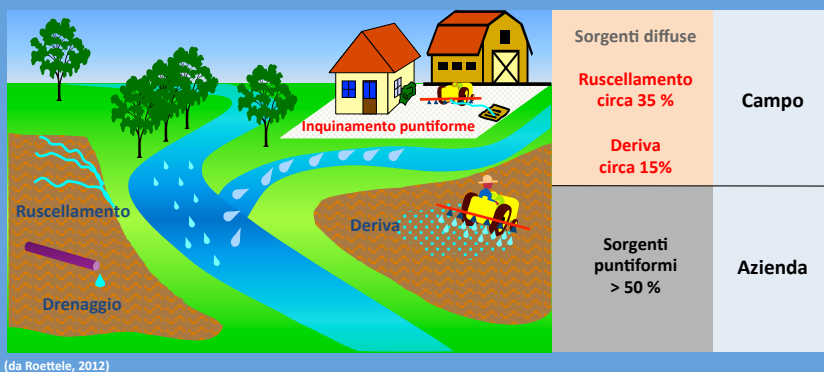 Inquinamento puntiforme
Ruscellamento
Drenaggio
Deriva
Sorgenti diffuse
Ruscellamento
circa 35 %
Deriva
circa 15%
Campo
Sorgenti
puntiformi
> 50 %
Azienda
(da Roettele, 2012)